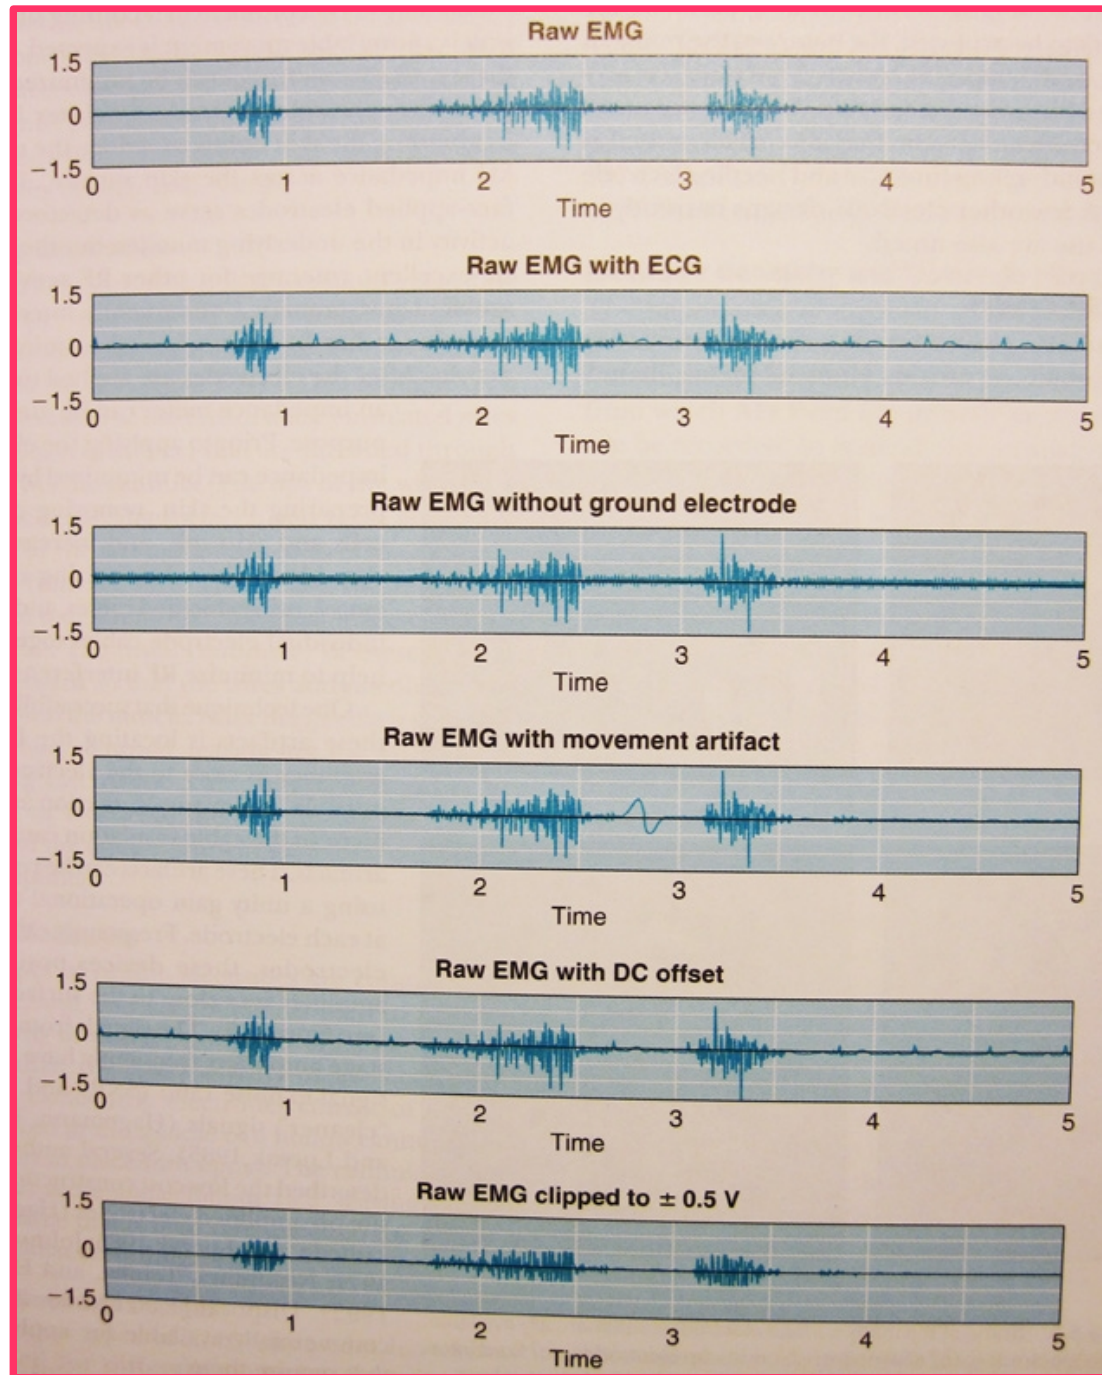 Raw EMG
1.5
0
−1.5
0 1 2 3 4 5
Time
Raw EMG with ECG
1.5
0
−1.5
0 1 2 3 4 5
Time
Raw EMG without ground electrode
1.5
0
−1.5
0 1 2 3 4 5
Time
Raw EMG with movement artifact
1.5
0
−1.5
0 1 2 3 4 5
Time
Raw EMG with DC offset
1.5
0
−1.5
0 1 2 3 4 5
Time
Raw EMG clipped to ± 0.5 V
1.5
0
−1.5
0 1 2 3 4 5
Time